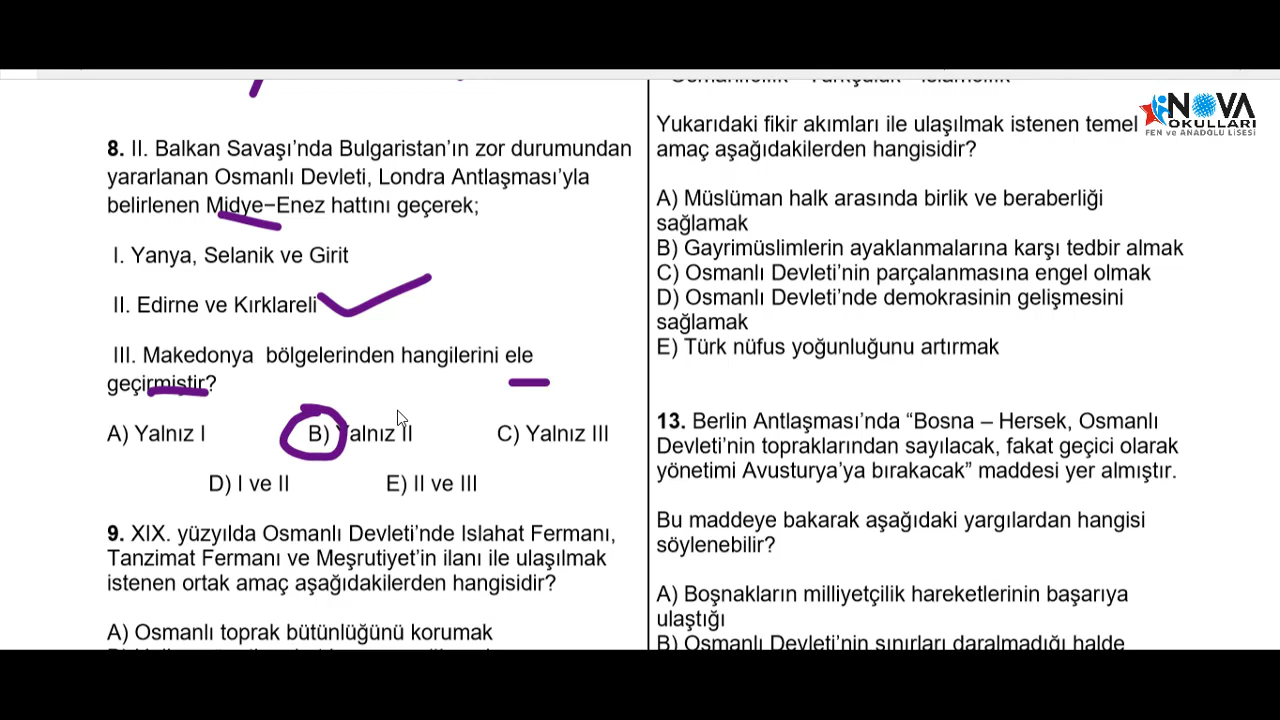 8. II. Balkan Savaşı’nda Bulgaristan’ın zor durumundan
yararlanan Osmanlı Devleti, Londra Antlaşması’yla
belirlenen Midye–Enez hattını geçerek;
I. Yanya, Selanik ve Girit
II. Edirne ve Kırklareli
III. Makedonya bölgelerinden hangilerini ele
geçirmiştir?
A) Yalnız I B) Yalnız II C) Yalnız III
D) I ve II E) II ve III
9. XIX. yüzyılda Osmanlı Devleti’nde Islahat Fermanı,
Tanzimat Fermanı ve Meşrutiyet’in ilanı ile ulaşılmak
istenen ortak amaç aşağıdakilerden hangisidir?
A) Osmanlı toprak bütünlüğünü korumak
Yukarıdaki fikir akımları ile ulaşılmak istenen temel
amaç aşağıdakilerden hangisidir?
A) Müslüman halk arasında birlik ve beraberliği
sağlamak
B) Gayrimüslimlerin ayaklanmalarına karşı tedbir almak
C) Osmanlı Devleti’nin parçalanmasına engel olmak
D) Osmanlı Devleti’nde demokrasinin gelişmesini
sağlamak
E) Türk nüfus yoğunluğunu artırmak
13. Berlin Antlaşması’nda “Bosna – Hersek, Osmanlı
Devleti’nin topraklarından sayılacak, fakat geçici olarak
yönetimi Avusturya’ya bırakacak” maddesi yer almıştır.
Bu maddeye bakarak aşağıdaki yargılardan hangisi
söylenebilir?
A) Boşnakların milliyetçilik hareketlerinin başarıya
ulaştığı
B) Osmanlı Devleti’nin sınırları daralmadığı halde
NOVA
OKULLARI
FEN ve ANADOLU LİSESİ